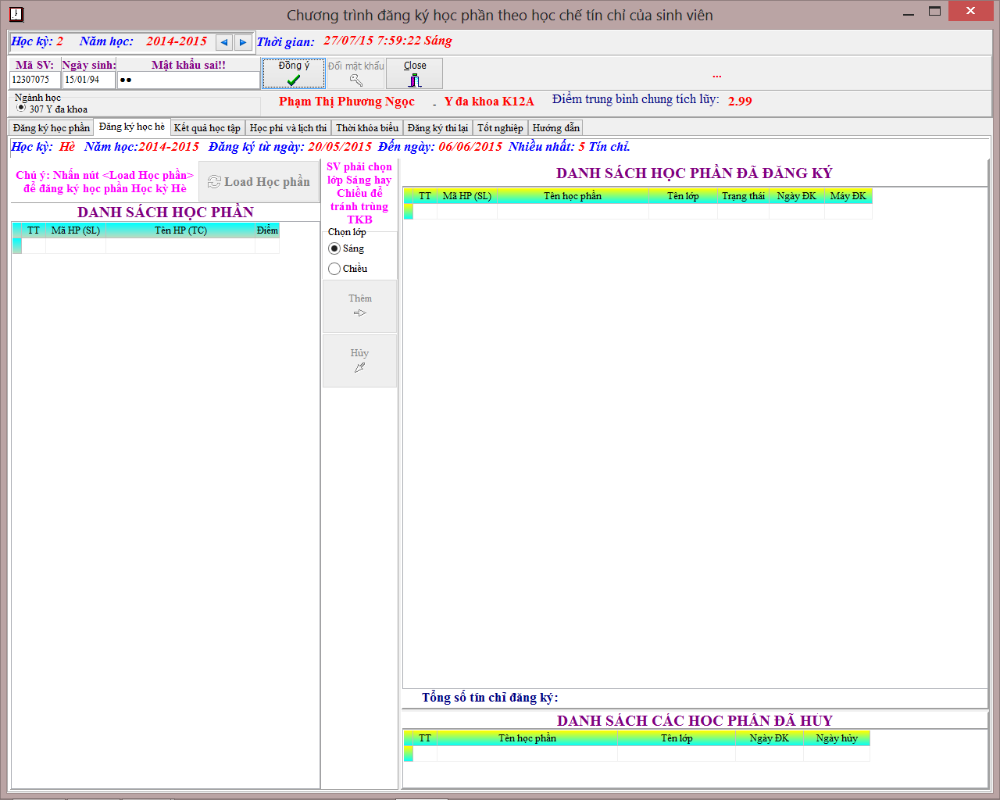 Chương trình đăng ký học phần theo học chế tín chỉ của sinh viên
Học kỳ: 2 Năm học: 2014-2015 Thời gian: 27/07/15 7:59:22 Sáng
Mã SV: Ngày sinh: Mật khẩu sai!! Đồng ý Đổi mật khẩu Close
12307075 15/01/94 ●● ...
Ngành học
307 Y đa khoa
Phạm Thị Phương Ngọc - Y đa khoa K12A Điểm trung bình chung tích lũy: 2.99
Đăng ký học phần Đăng ký học hè Kết quả học tập Học phí và lịch thi Thời khóa biểu Đăng ký thi lại Tốt nghiệp Hướng dẫn
Học kỳ: Hè Năm học:2014-2015 Đăng ký từ ngày: 20/05/2015 Đến ngày: 06/06/2015 Nhiều nhất: 5 Tín chỉ.
Chú ý: Nhấn nút <Load Học phần>
để đăng ký học phần Học kỳ Hè
Load Học phần
DANH SÁCH HỌC PHẦN
TT Mã HP (SL) Tên HP (TC) Điểm
SV phải chọn
lớp Sáng hay
Chiều để
tránh trùng
TKB
Chọn lớp
Sáng
Chiều
Thêm
Hủy
DANH SÁCH HỌC PHẦN ĐÃ ĐĂNG KÝ
TT Mã HP (SL) Tên học phần Tên lớp Trạng thái Ngày ĐK Máy ĐK
Tổng số tín chỉ đăng ký:
DANH SÁCH CÁC HỌC PHẦN ĐÃ HỦY
TT Tên học phần Tên lớp Ngày ĐK Ngày hủy